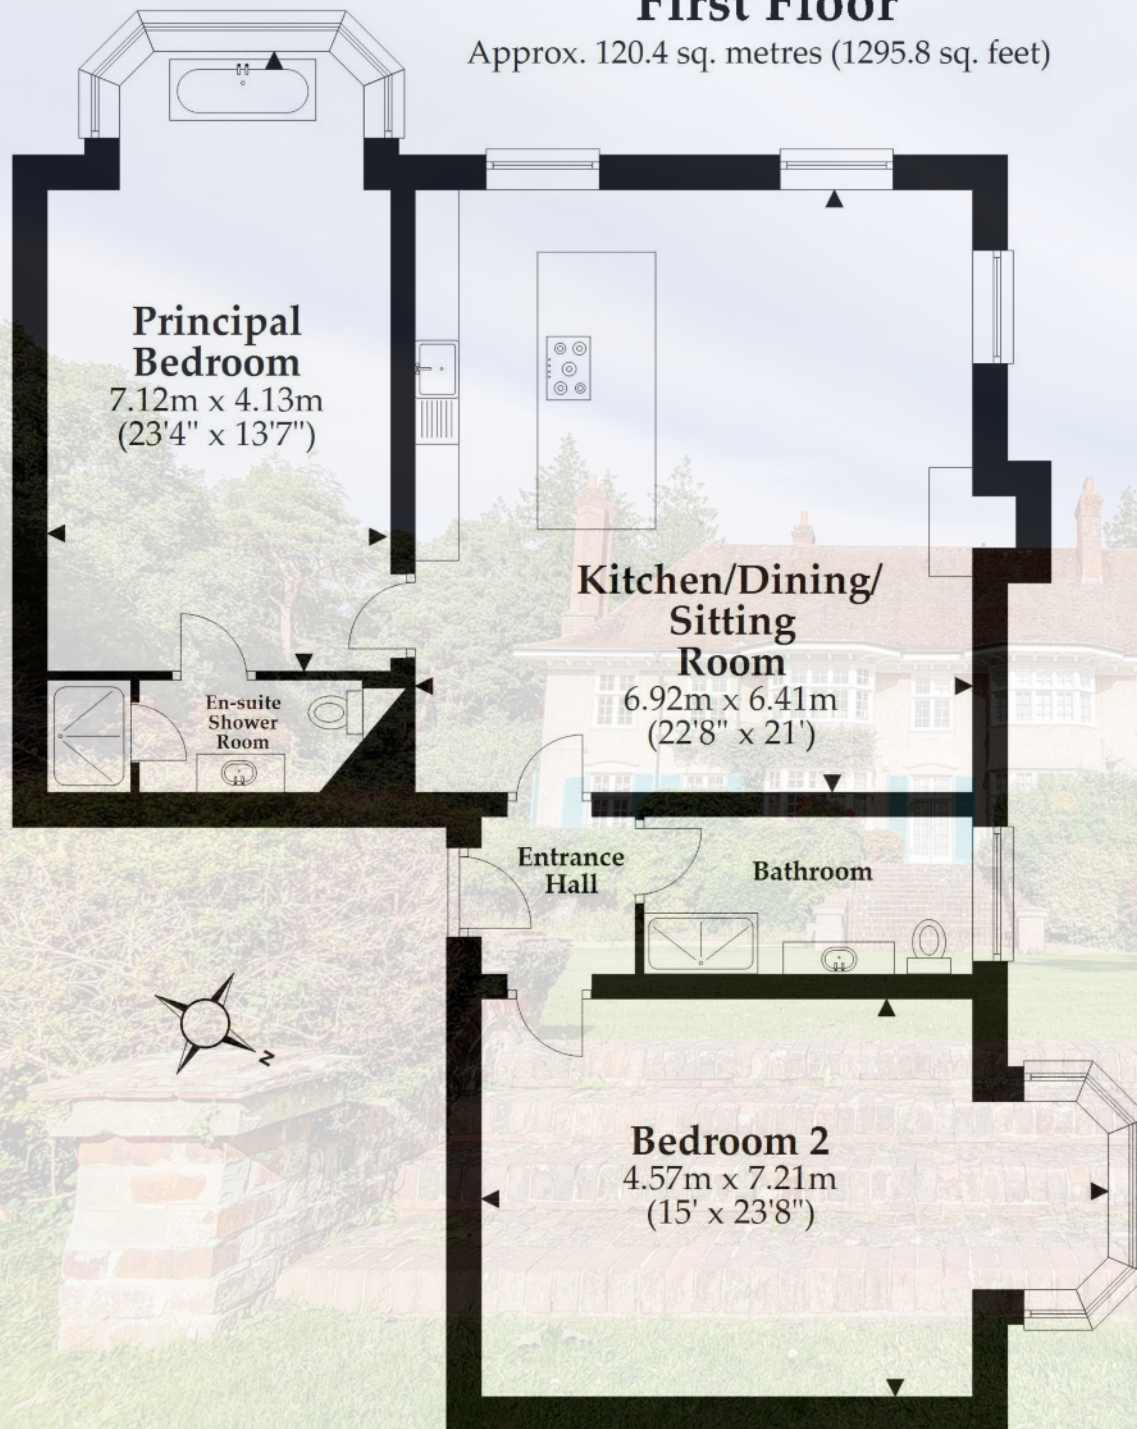 First Floor
Approx. 120.4 sq. metres (1295.8 sq. feet)
Principal
Bedroom
7.12m x 4.13m
(23'4" x 13'7")
Kitchen/Dining/
Sitting
Room
6.92m x 6.41m
(22'8" x 21')
En-suite
Shower
Room
Entrance
Hall
Bathroom
N
Bedroom 2
4.57m x 7.21m
(15' x 23'8")